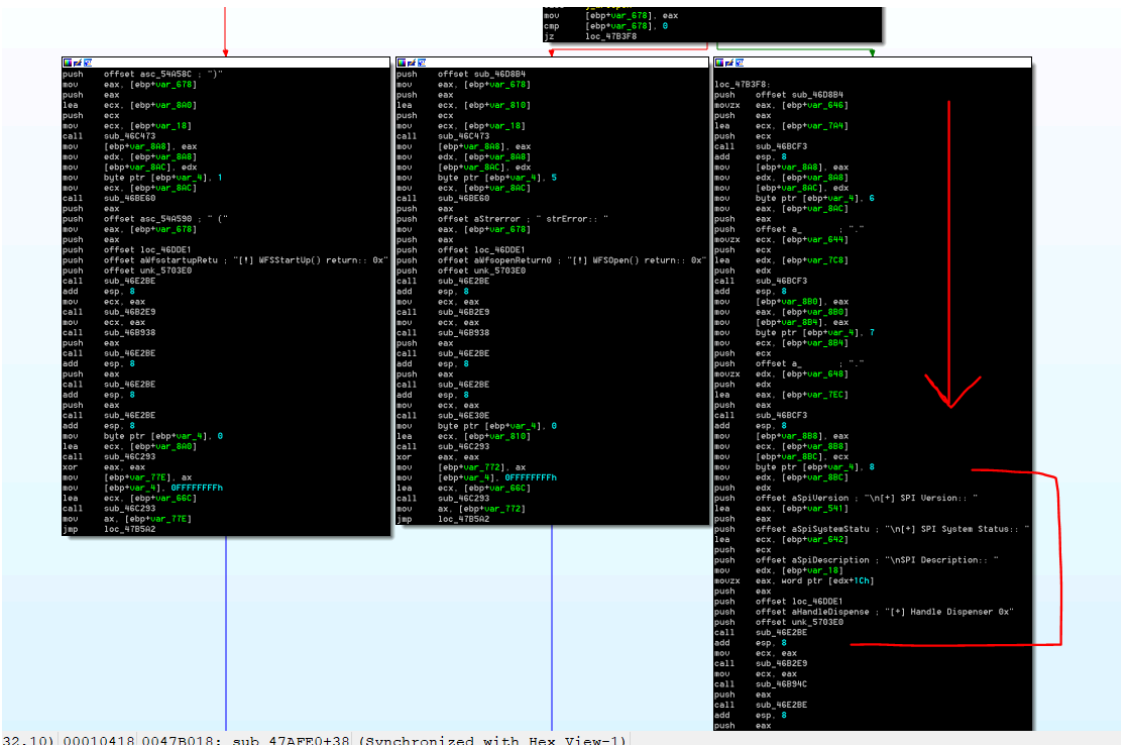 mov [ebp+var_678], eax
cmp [ebp+var_678], 0
jz loc_47B3F8
push offset asc_54A58C ; ")"
mov eax, [ebp+var_678]
push eax
lea ecx, [ebp+var_8A0]
push ecx
mov ecx, [ebp+var_18]
call sub_46C473
mov [ebp+var_8A8], eax
mov edx, [ebp+var_8A8]
mov [ebp+var_8AC], edx
mov byte ptr [ebp+var_4], 1
mov ecx, [ebp+var_8AC]
call sub_46BE60
push eax
push offset asc_54A590 ; " ("
mov eax, [ebp+var_678]
push eax
push offset loc_46DDE1
push offset aWfsstartupRetu ; "[!] WFSStartUp() return:: 0x"
push offset unk_5703E0
call sub_46E2BE
add esp, 8
mov ecx, eax
call sub_46B2E9
mov ecx, eax
call sub_46B938
push eax
call sub_46E2BE
add esp, 8
push eax
call sub_46E2BE
add esp, 8
push eax
call sub_46E2BE
add esp, 8
mov byte ptr [ebp+var_4], 0
lea ecx, [ebp+var_8A0]
call sub_46C293
xor eax, eax
mov [ebp+var_77E], ax
mov [ebp+var_4], 0FFFFFFFFh
lea ecx, [ebp+var_66C]
call sub_46C293
mov ax, [ebp+var_77E]
jmp loc_47B5A2
push offset sub_46D8B4
mov eax, [ebp+var_678]
push eax
lea ecx, [ebp+var_810]
push ecx
mov ecx, [ebp+var_18]
call sub_46C473
mov [ebp+var_8A8], eax
mov edx, [ebp+var_8A8]
mov [ebp+var_8AC], edx
mov byte ptr [ebp+var_4], 5
mov ecx, [ebp+var_8AC]
call sub_46BE60
push eax
push offset aStrerror ; " strError:: "
mov eax, [ebp+var_678]
push eax
push offset loc_46DDE1
push offset aWfsopenReturn0 ; "[!] WFSOpen() return:: 0x"
push offset unk_5703E0
call sub_46E2BE
add esp, 8
mov ecx, eax
call sub_46B2E9
mov ecx, eax
call sub_46B938
push eax
call sub_46E2BE
add esp, 8
push eax
call sub_46E2BE
add esp, 8
mov ecx, eax
call sub_46E30E
mov byte ptr [ebp+var_4], 0
lea ecx, [ebp+var_810]
call sub_46C293
xor eax, eax
mov [ebp+var_772], ax
mov [ebp+var_4], 0FFFFFFFFh
lea ecx, [ebp+var_66C]
call sub_46C293
mov ax, [ebp+var_772]
jmp loc_47B5A2
loc_47B3F8:
push offset sub_46D8B4
movzx eax, [ebp+var_646]
push eax
lea ecx, [ebp+var_7A4]
push ecx
call sub_46BCF3
add esp, 8
mov [ebp+var_8A8], eax
mov edx, [ebp+var_8A8]
mov [ebp+var_8AC], edx
mov byte ptr [ebp+var_4], 6
mov eax, [ebp+var_8AC]
push eax
push offset a_ ; "."
movzx ecx, [ebp+var_644]
push ecx
lea edx, [ebp+var_7C8]
push edx
call sub_46BCF3
add esp, 8
mov [ebp+var_8B0], eax
mov eax, [ebp+var_8B0]
mov [ebp+var_8B4], eax
mov byte ptr [ebp+var_4], 7
mov ecx, [ebp+var_8B4]
push ecx
push offset a_ ; "."
movzx edx, [ebp+var_648]
push edx
lea eax, [ebp+var_7EC]
push eax
call sub_46BCF3
add esp, 8
mov [ebp+var_8B8], eax
mov ecx, [ebp+var_8B8]
mov [ebp+var_8BC], ecx
mov byte ptr [ebp+var_4], 8
mov edx, [ebp+var_8BC]
push edx
push offset aSpiVersion ; "\n[+] SPI Version:: "
lea eax, [ebp+var_541]
push eax
push offset aSpiSystemStatu ; "\n[+] SPI System Status:: "
lea ecx, [ebp+var_642]
push ecx
push offset aSpiDescription ; "\nSPI Description:: "
mov edx, [ebp+var_18]
movzx eax, word ptr [edx+1Ch]
push eax
push offset loc_46DDE1
push offset aHandleDispense ; "[+] Handle Dispenser 0x"
push offset unk_5703E0
call sub_46E2BE
add esp, 8
mov ecx, eax
call sub_46B2E9
mov ecx, eax
call sub_46B94C
push eax
call sub_46E2BE
add esp, 8
push eax
32,10) 00010418 0047B018: sub_47AFE0+38 (Synchronized with Hex View-1)